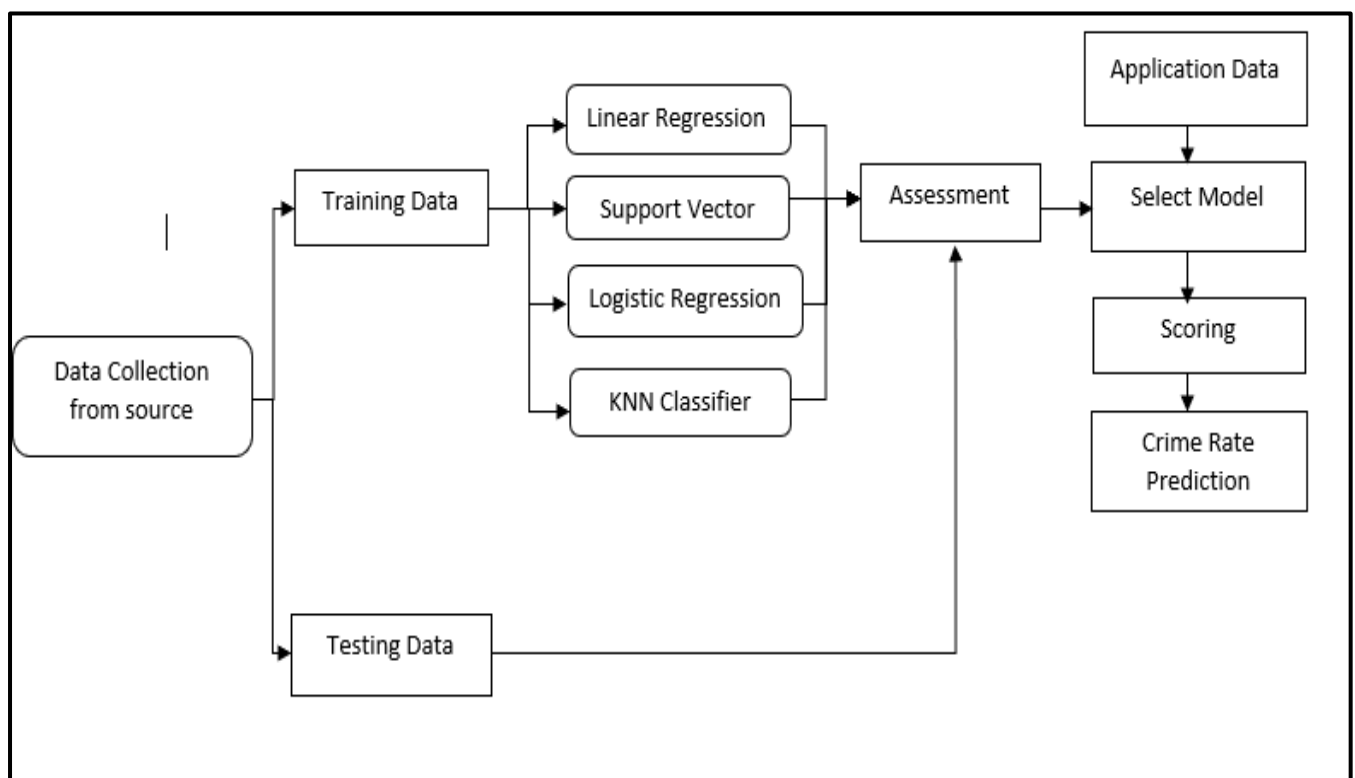 Data Collection
from source
Training Data
Testing Data
Linear Regression
Support Vector
Logistic Regression
KNN Classifier
Assessment
Application Data
Select Model
Scoring
Crime Rate
Prediction